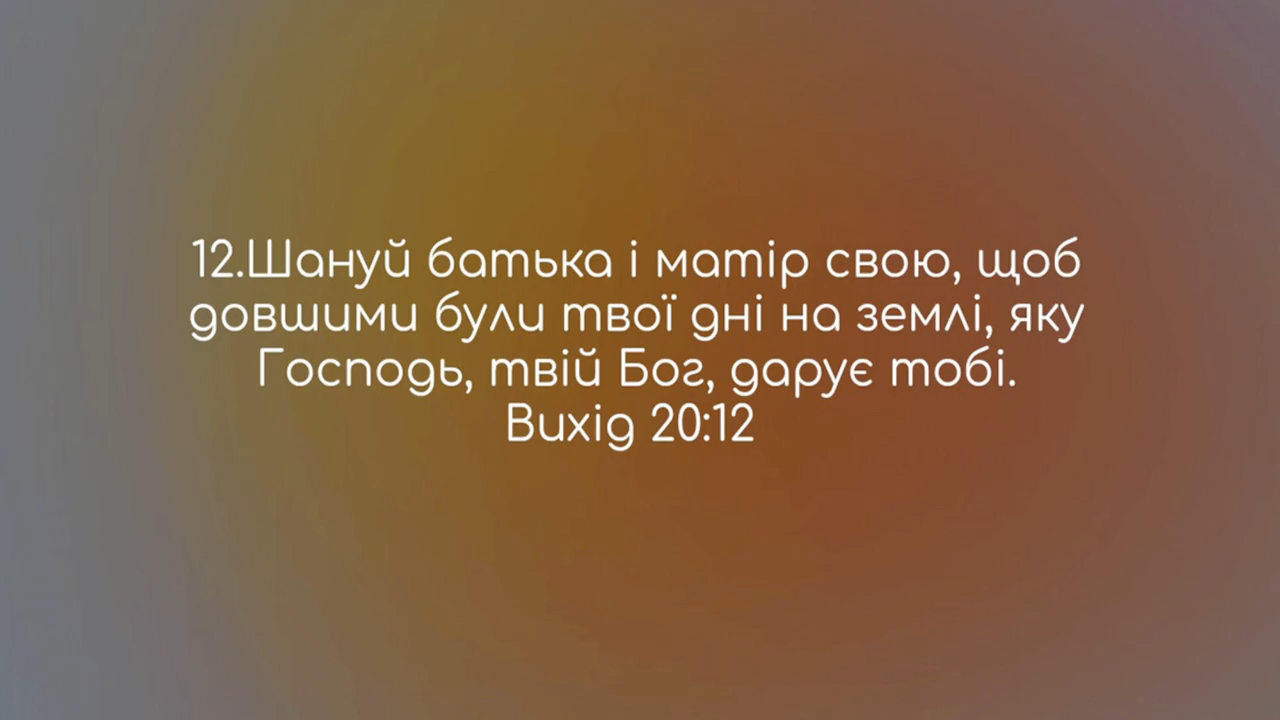 12.Шануй батька і матір свою, щоб
довшими були твої дні на землі, яку
Господь, твій Бог, дарує тобі.
Вихід 20:12